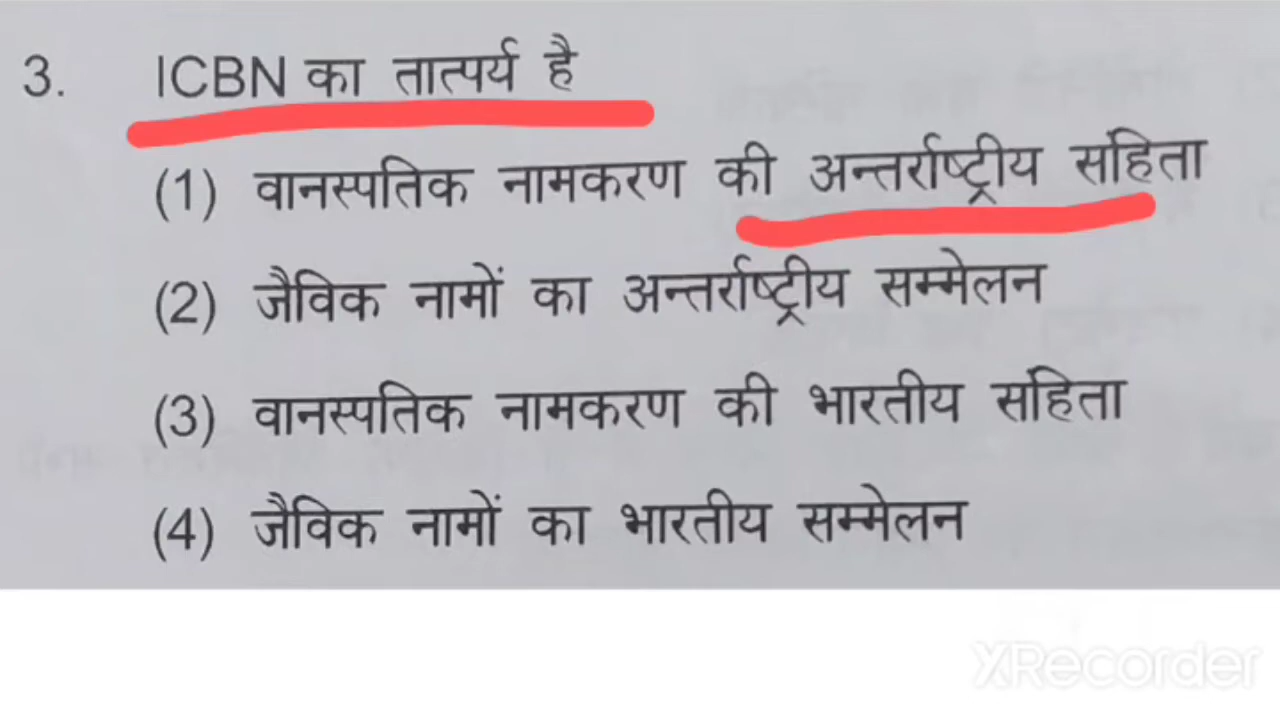 3. ICBN का तात्पर्य है
(1) वानस्पतिक नामकरण की अन्तर्राष्ट्रीय संहिता
(2) जैविक नामों का अन्तर्राष्ट्रीय सम्मेलन
(3) वानस्पतिक नामकरण की भारतीय संहिता
(4) जैविक नामों का भारतीय सम्मेलन
XRecorder